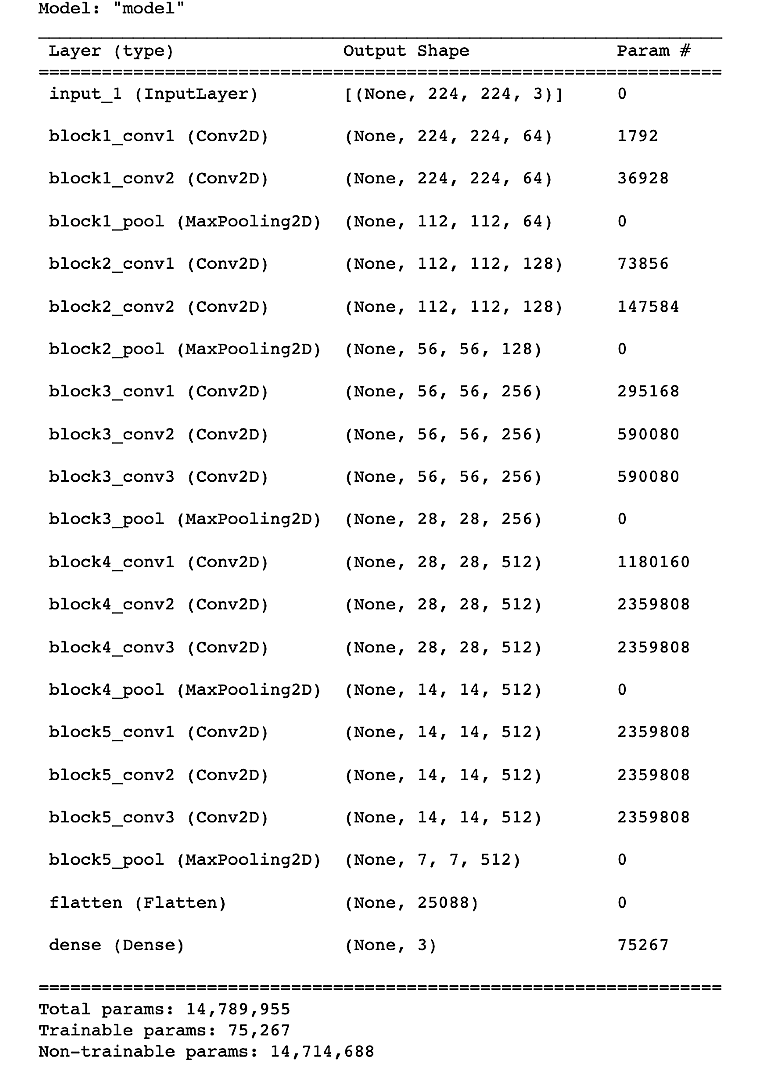 Model: "model"
Layer (type) Output Shape Param #
=================================================================
input_1 (InputLayer) [(None, 224, 224, 3)] 0
block1_conv1 (Conv2D) (None, 224, 224, 64) 1792
block1_conv2 (Conv2D) (None, 224, 224, 64) 36928
block1_pool (MaxPooling2D) (None, 112, 112, 64) 0
block2_conv1 (Conv2D) (None, 112, 112, 128) 73856
block2_conv2 (Conv2D) (None, 112, 112, 128) 147584
block2_pool (MaxPooling2D) (None, 56, 56, 128) 0
block3_conv1 (Conv2D) (None, 56, 56, 256) 295168
block3_conv2 (Conv2D) (None, 56, 56, 256) 590080
block3_conv3 (Conv2D) (None, 56, 56, 256) 590080
block3_pool (MaxPooling2D) (None, 28, 28, 256) 0
block4_conv1 (Conv2D) (None, 28, 28, 512) 1180160
block4_conv2 (Conv2D) (None, 28, 28, 512) 2359808
block4_conv3 (Conv2D) (None, 28, 28, 512) 2359808
block4_pool (MaxPooling2D) (None, 14, 14, 512) 0
block5_conv1 (Conv2D) (None, 14, 14, 512) 2359808
block5_conv2 (Conv2D) (None, 14, 14, 512) 2359808
block5_conv3 (Conv2D) (None, 14, 14, 512) 2359808
block5_pool (MaxPooling2D) (None, 7, 7, 512) 0
flatten (Flatten) (None, 25088) 0
dense (Dense) (None, 3) 75267
=================================================================
Total params: 14,789,955
Trainable params: 75,267
Non-trainable params: 14,714,688